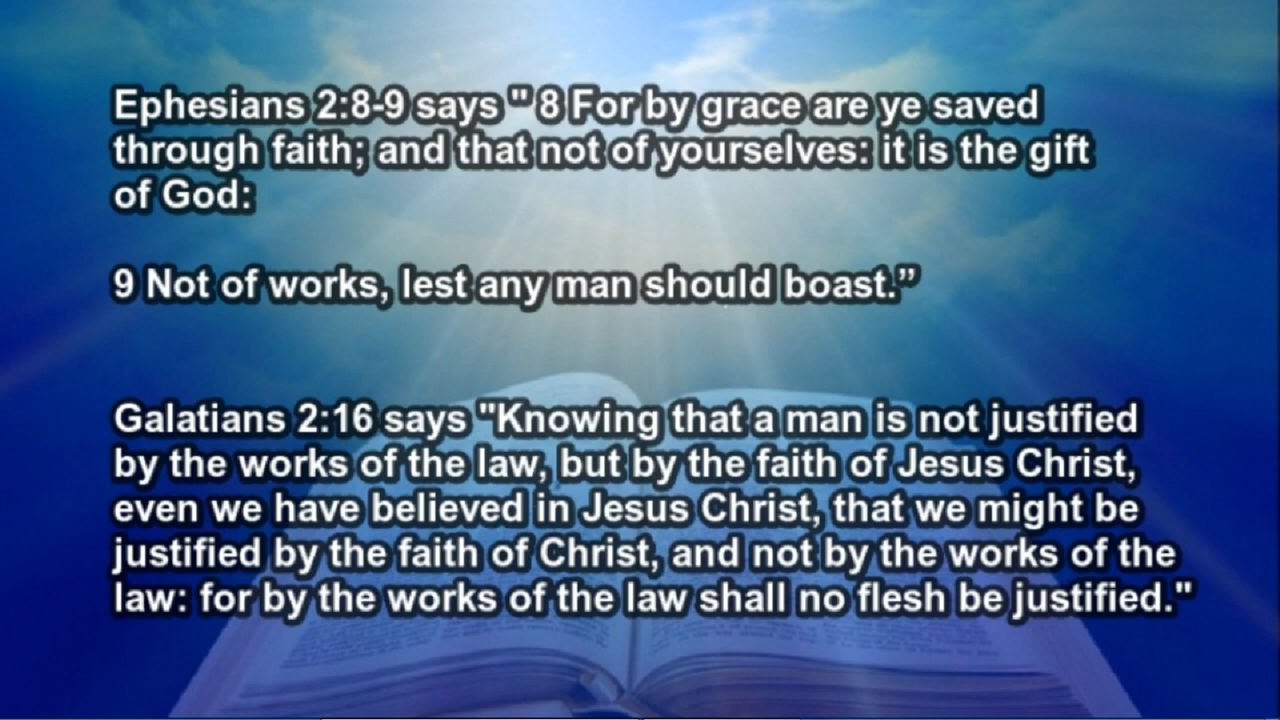 Ephesians 2:8-9 says " 8 For by grace are ye saved
through faith; and that not of yourselves: it is the gift
of God:
9 Not of works, lest any man should boast.”
Galatians 2:16 says "Knowing that a man is not justified
by the works of the law, but by the faith of Jesus Christ,
even we have believed in Jesus Christ, that we might be
justified by the faith of Christ, and not by the works of the
law: for by the works of the law shall no flesh be justified."